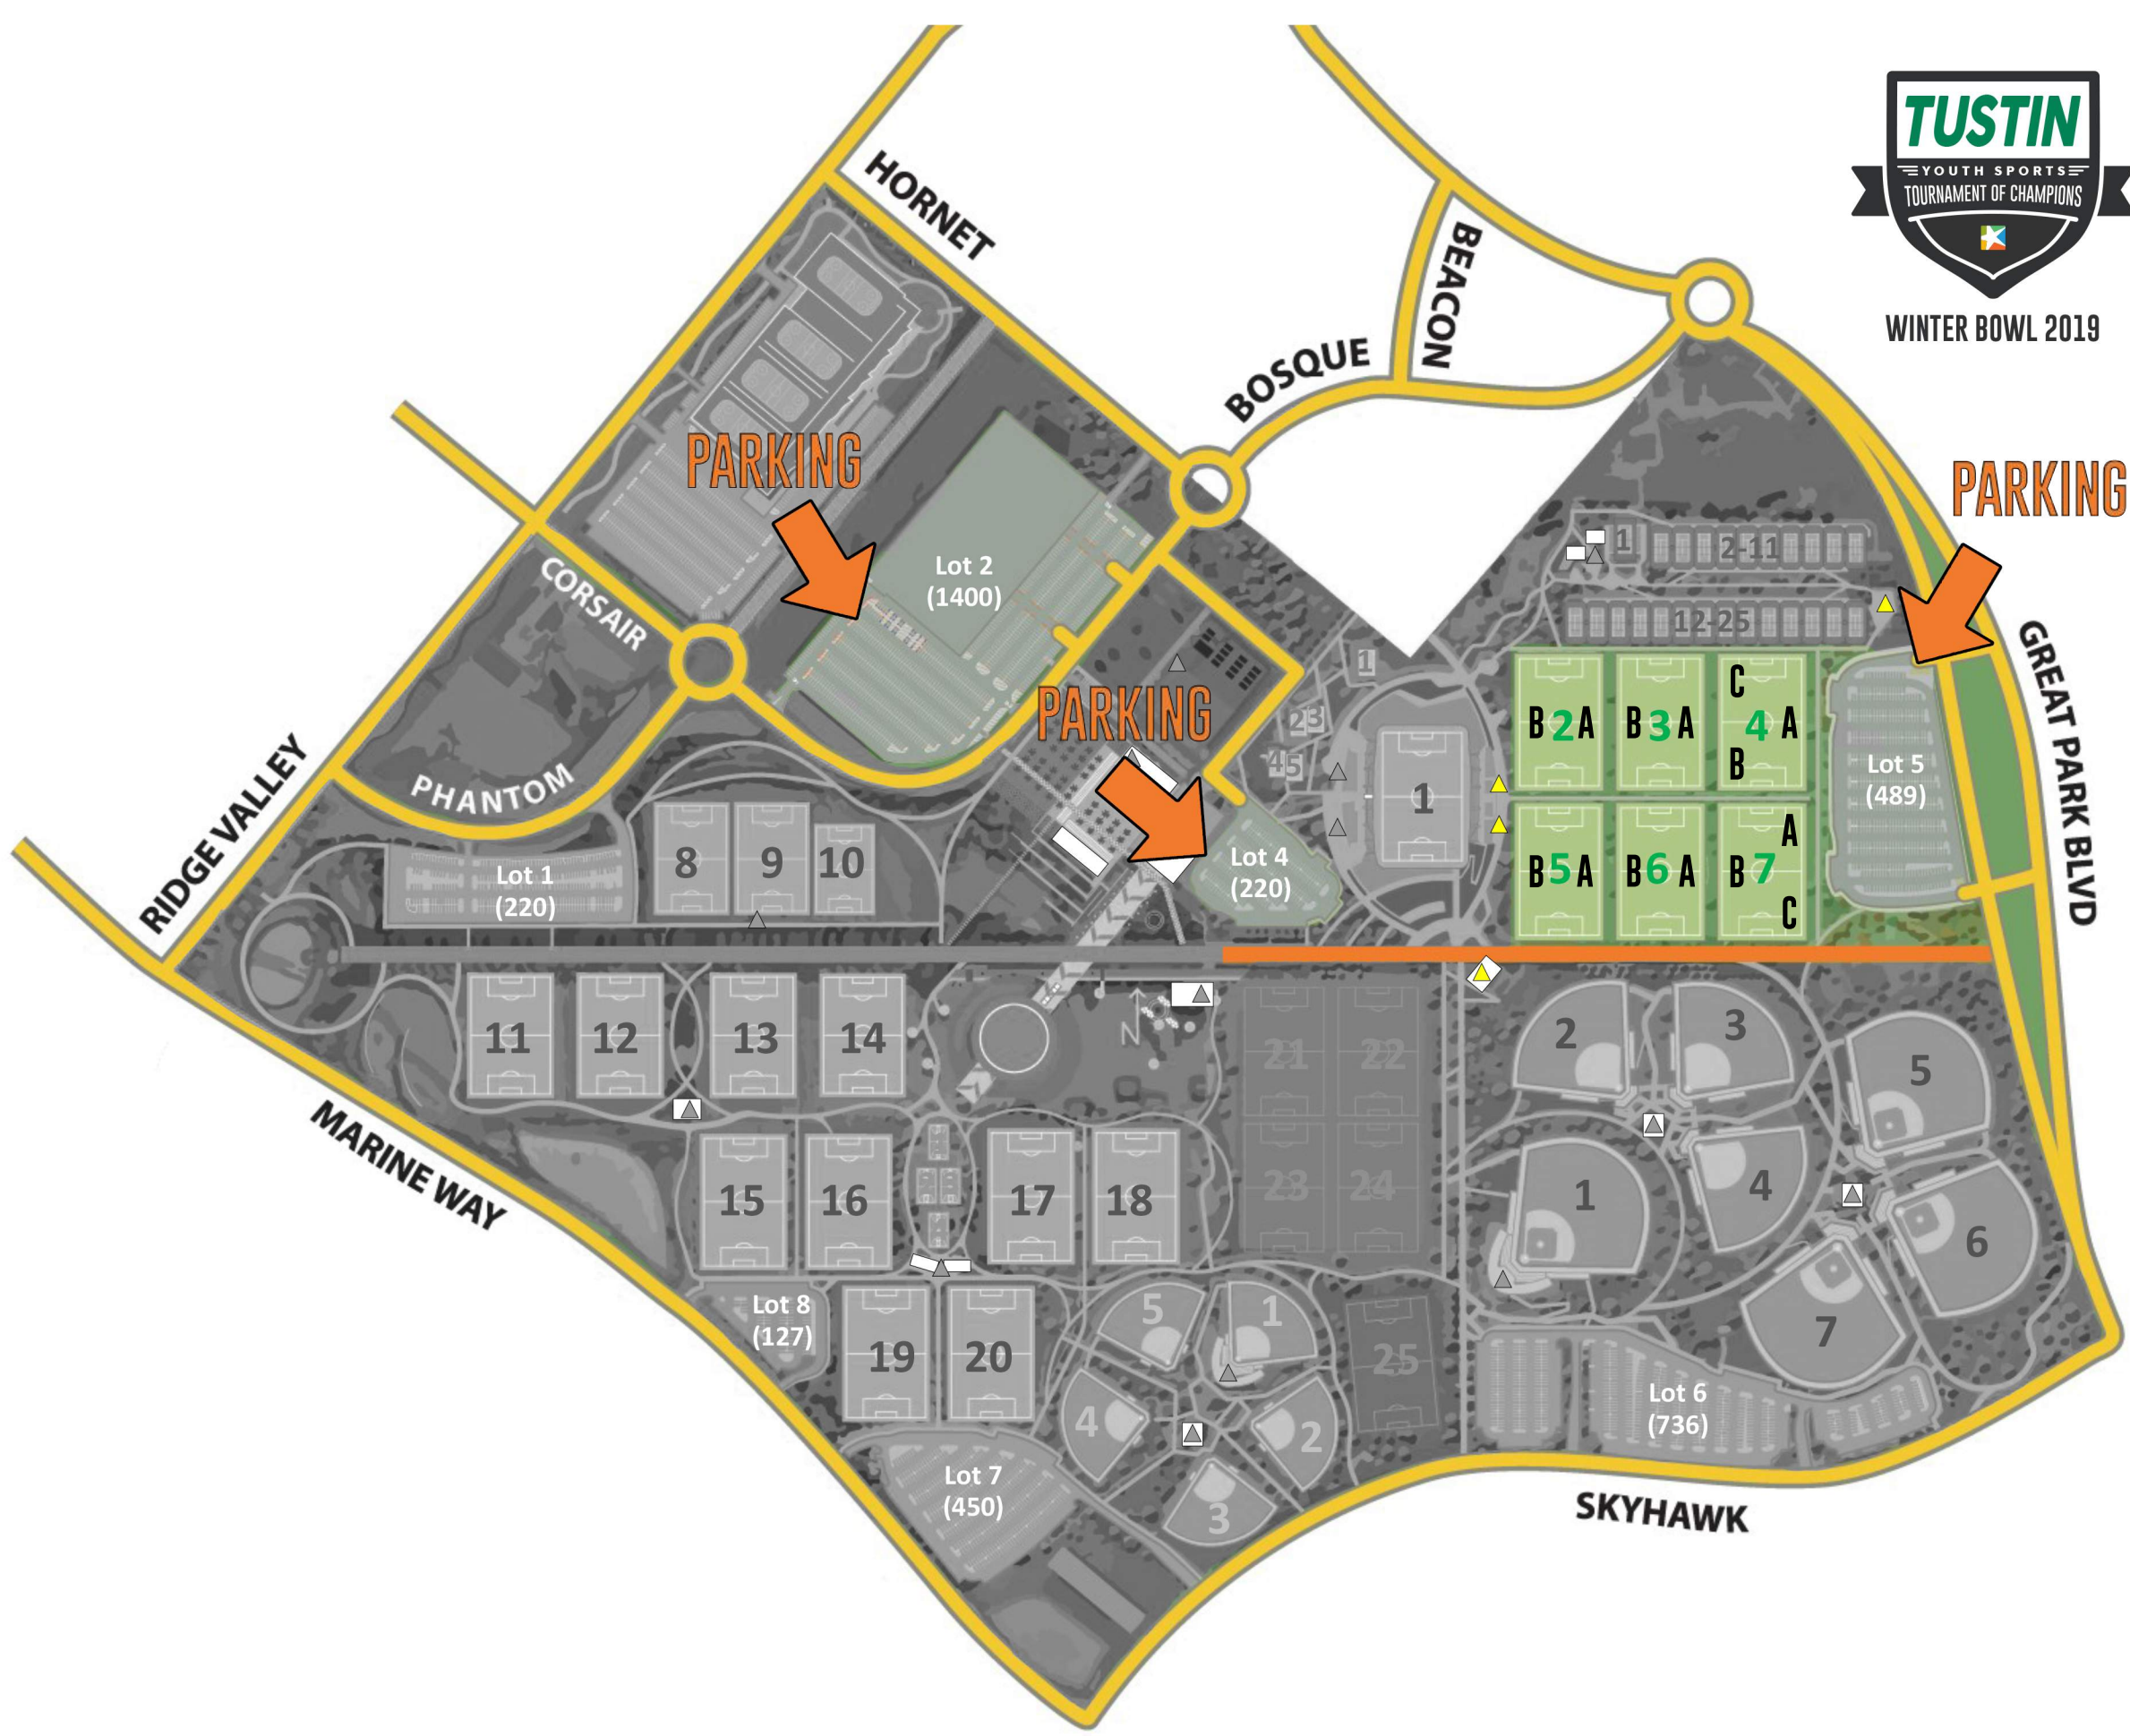 TUSTIN
YOUTH SPORTS
TOURNAMENT OF CHAMPIONS
WINTER BOWL 2019
HORNET
BEACON
BOSQUE
PARKING
PARKING
CORSAIR
Lot 2
(1400)
1
2-11
12-25
GREAT PARK BLVD
PARKING
1
2 3
4 5
1
B 2 A
B 3 A
C
4 A
B
Lot 5
(489)
RIDGE VALLEY
PHANTOM
Lot 1
(220)
8
9
10
Lot 4
(220)
B 5 A
B 6 A
A
B 7
C
11
12
13
14
N
21
22
2
3
5
MARINE WAY
15
16
17
18
23
24
1
4
6
Lot 8
(127)
19
20
5
1
25
7
4
2
3
Lot 6
(736)
Lot 7
(450)
SKYHAWK